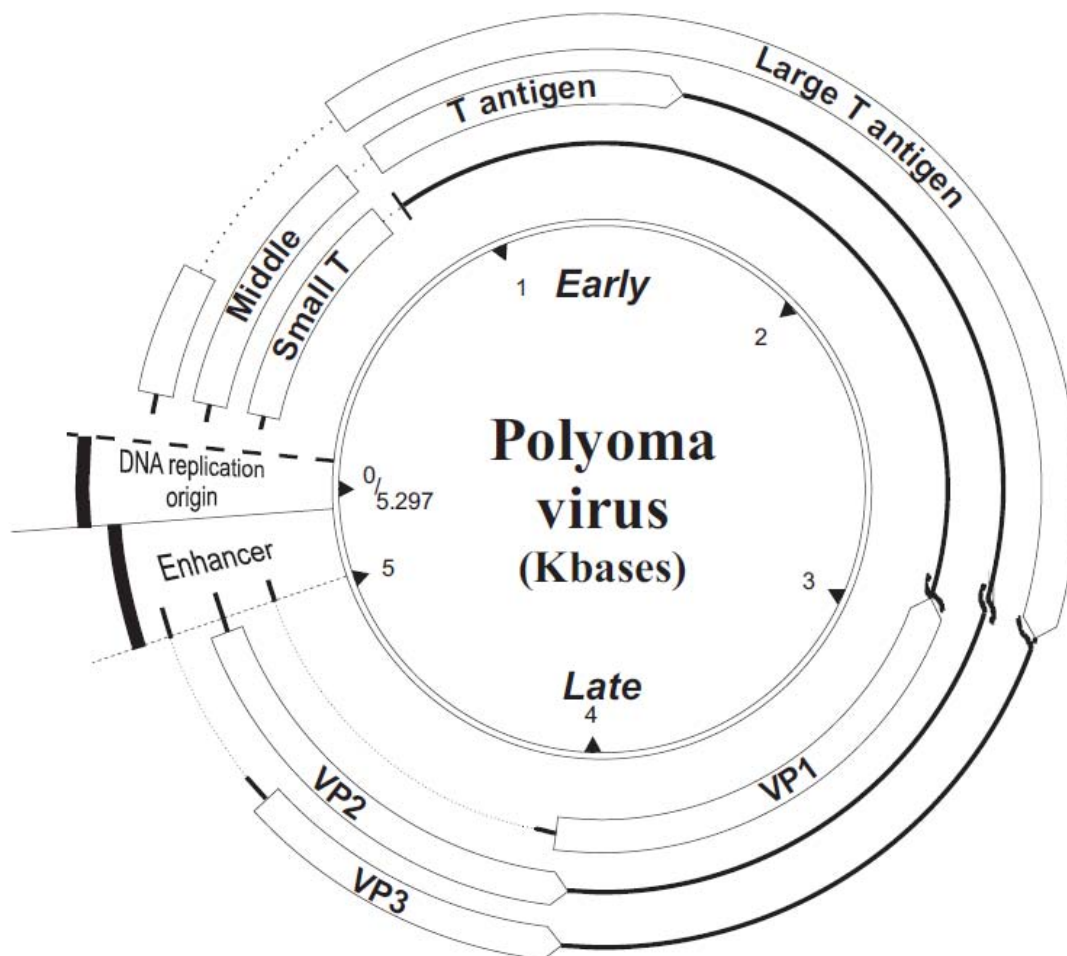 Large T antigen
T antigen
Middle
Small T
Early
1
2
Polyoma
virus
(Kbases)
DNA replication
origin
0/
5.297
Enhancer
5
3
Late
4
VP1
VP2
VP3